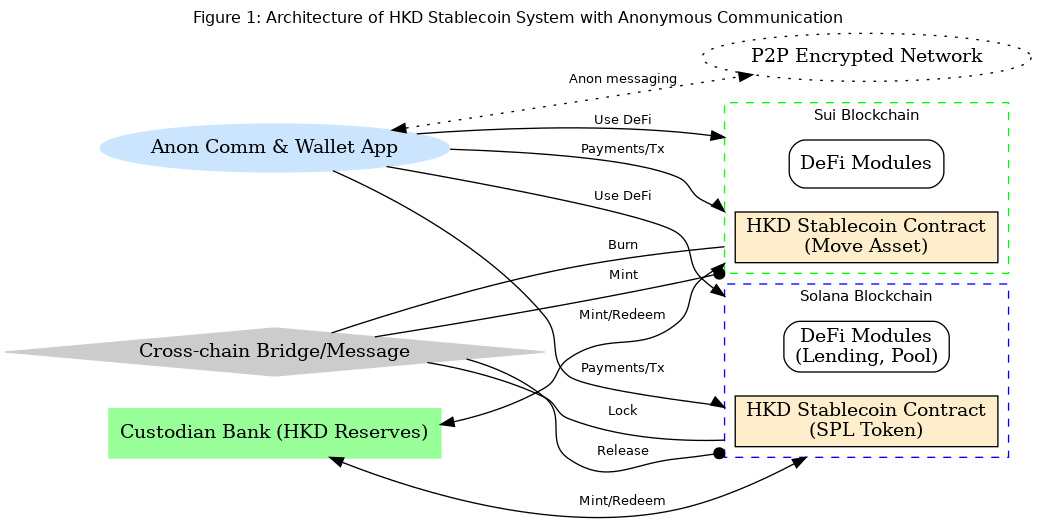 Figure 1: Architecture of HKD Stablecoin System with Anonymous Communication
P2P Encrypted Network
Anon messaging
Sui Blockchain
Use DeFi
Anon Comm & Wallet App
Payments/Tx
DeFi Modules
Use DeFi
HKD Stablecoin Contract
(Move Asset)
Burn
Mint
Solana Blockchain
Mint/Redeem
DeFi Modules
(Lending, Pool)
Cross-chain Bridge/Message
Payments/Tx
Lock
HKD Stablecoin Contract
(SPL Token)
Custodian Bank (HKD Reserves)
Release
Mint/Redeem